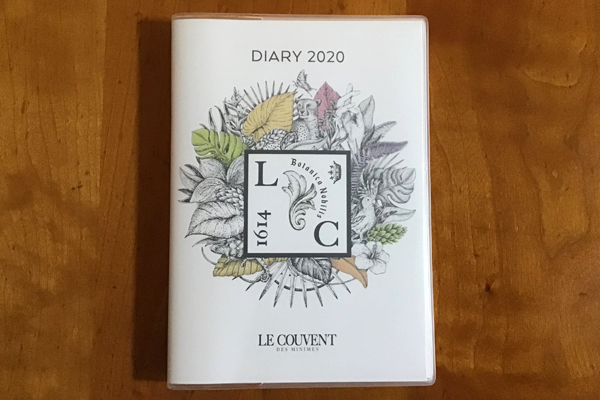 DIARY 2020
L
Botanica Nobilis
1614
C
LE COUVENT
DES MINIMES